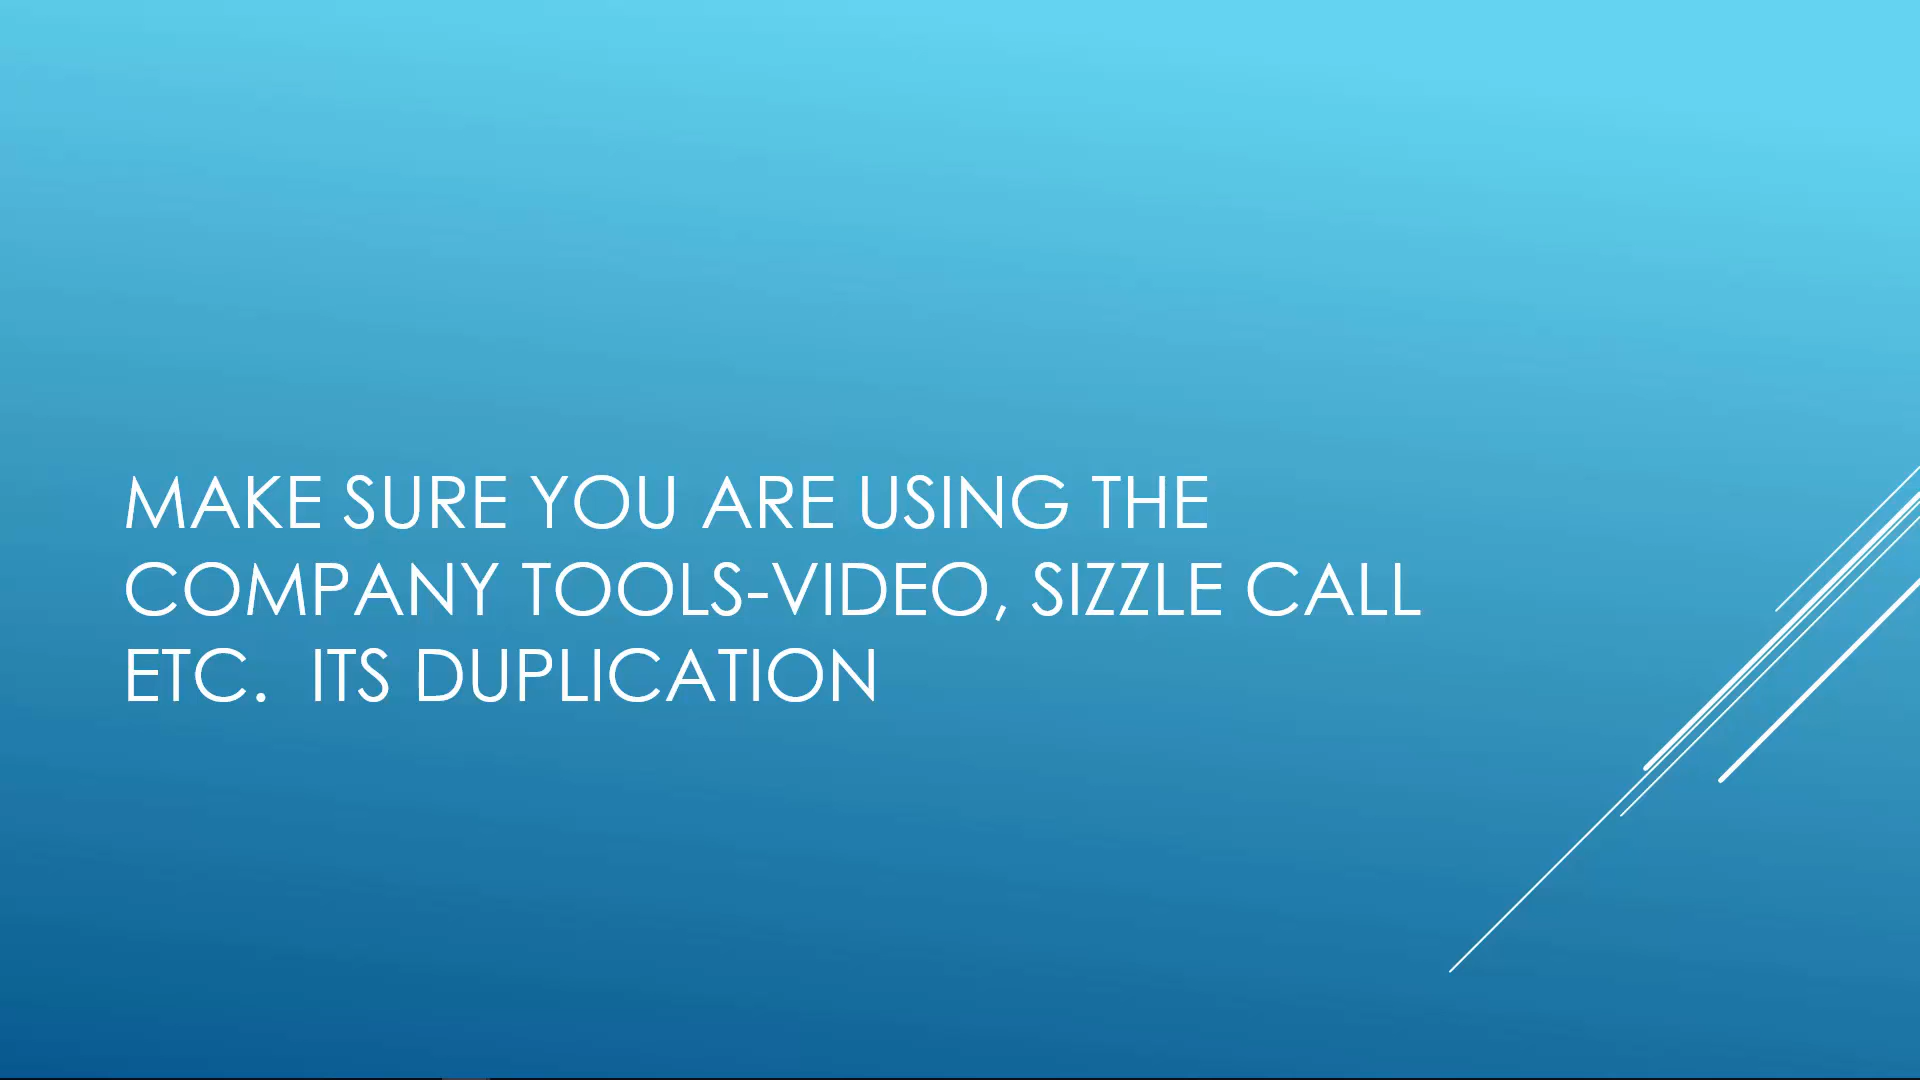 MAKE SURE YOU ARE USING THE
COMPANY TOOLS-VIDEO, SIZZLE CALL
ETC.  ITS DUPLICATION